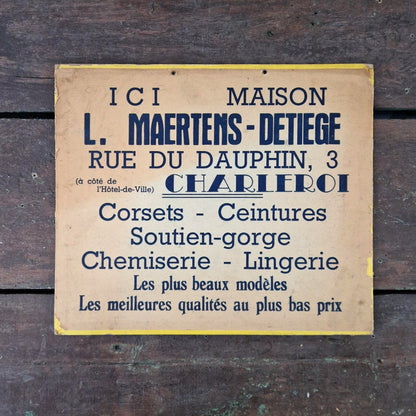 ICI MAISON
L. MAERTENS-DETIEGE
RUE DU DAUPHIN, 3
(à côté de
l'Hôtel-de-Ville) CHARLEROI
Corsets - Ceintures
Soutien-gorge
Chemiserie - Lingerie
Les plus beaux modèles
Les meilleures qualités au plus bas prix